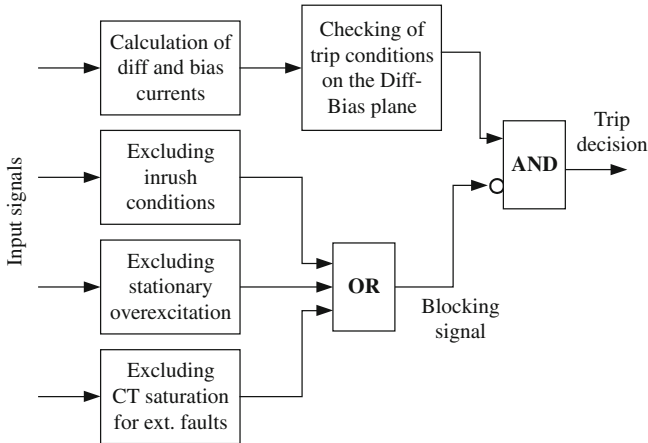 Input signals
Calculation of
diff and bias
currents
Checking of
trip conditions
on the Diff-
Bias plane
Excluding
inrush
conditions
Excluding
stationary
overexcitation
Excluding
CT saturation
for ext. faults
OR
Blocking
signal
AND
Trip
decision